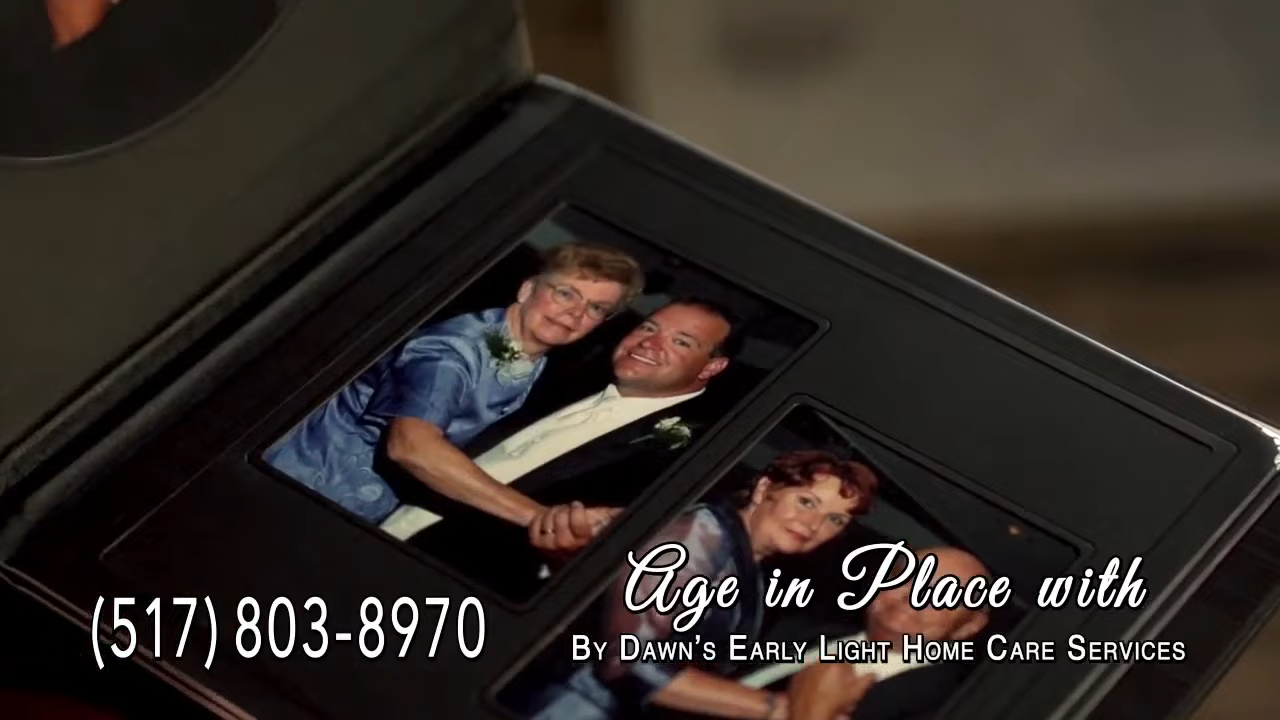 (517) 803-8970
Age in Place with
By Dawn's Early Light Home Care Services